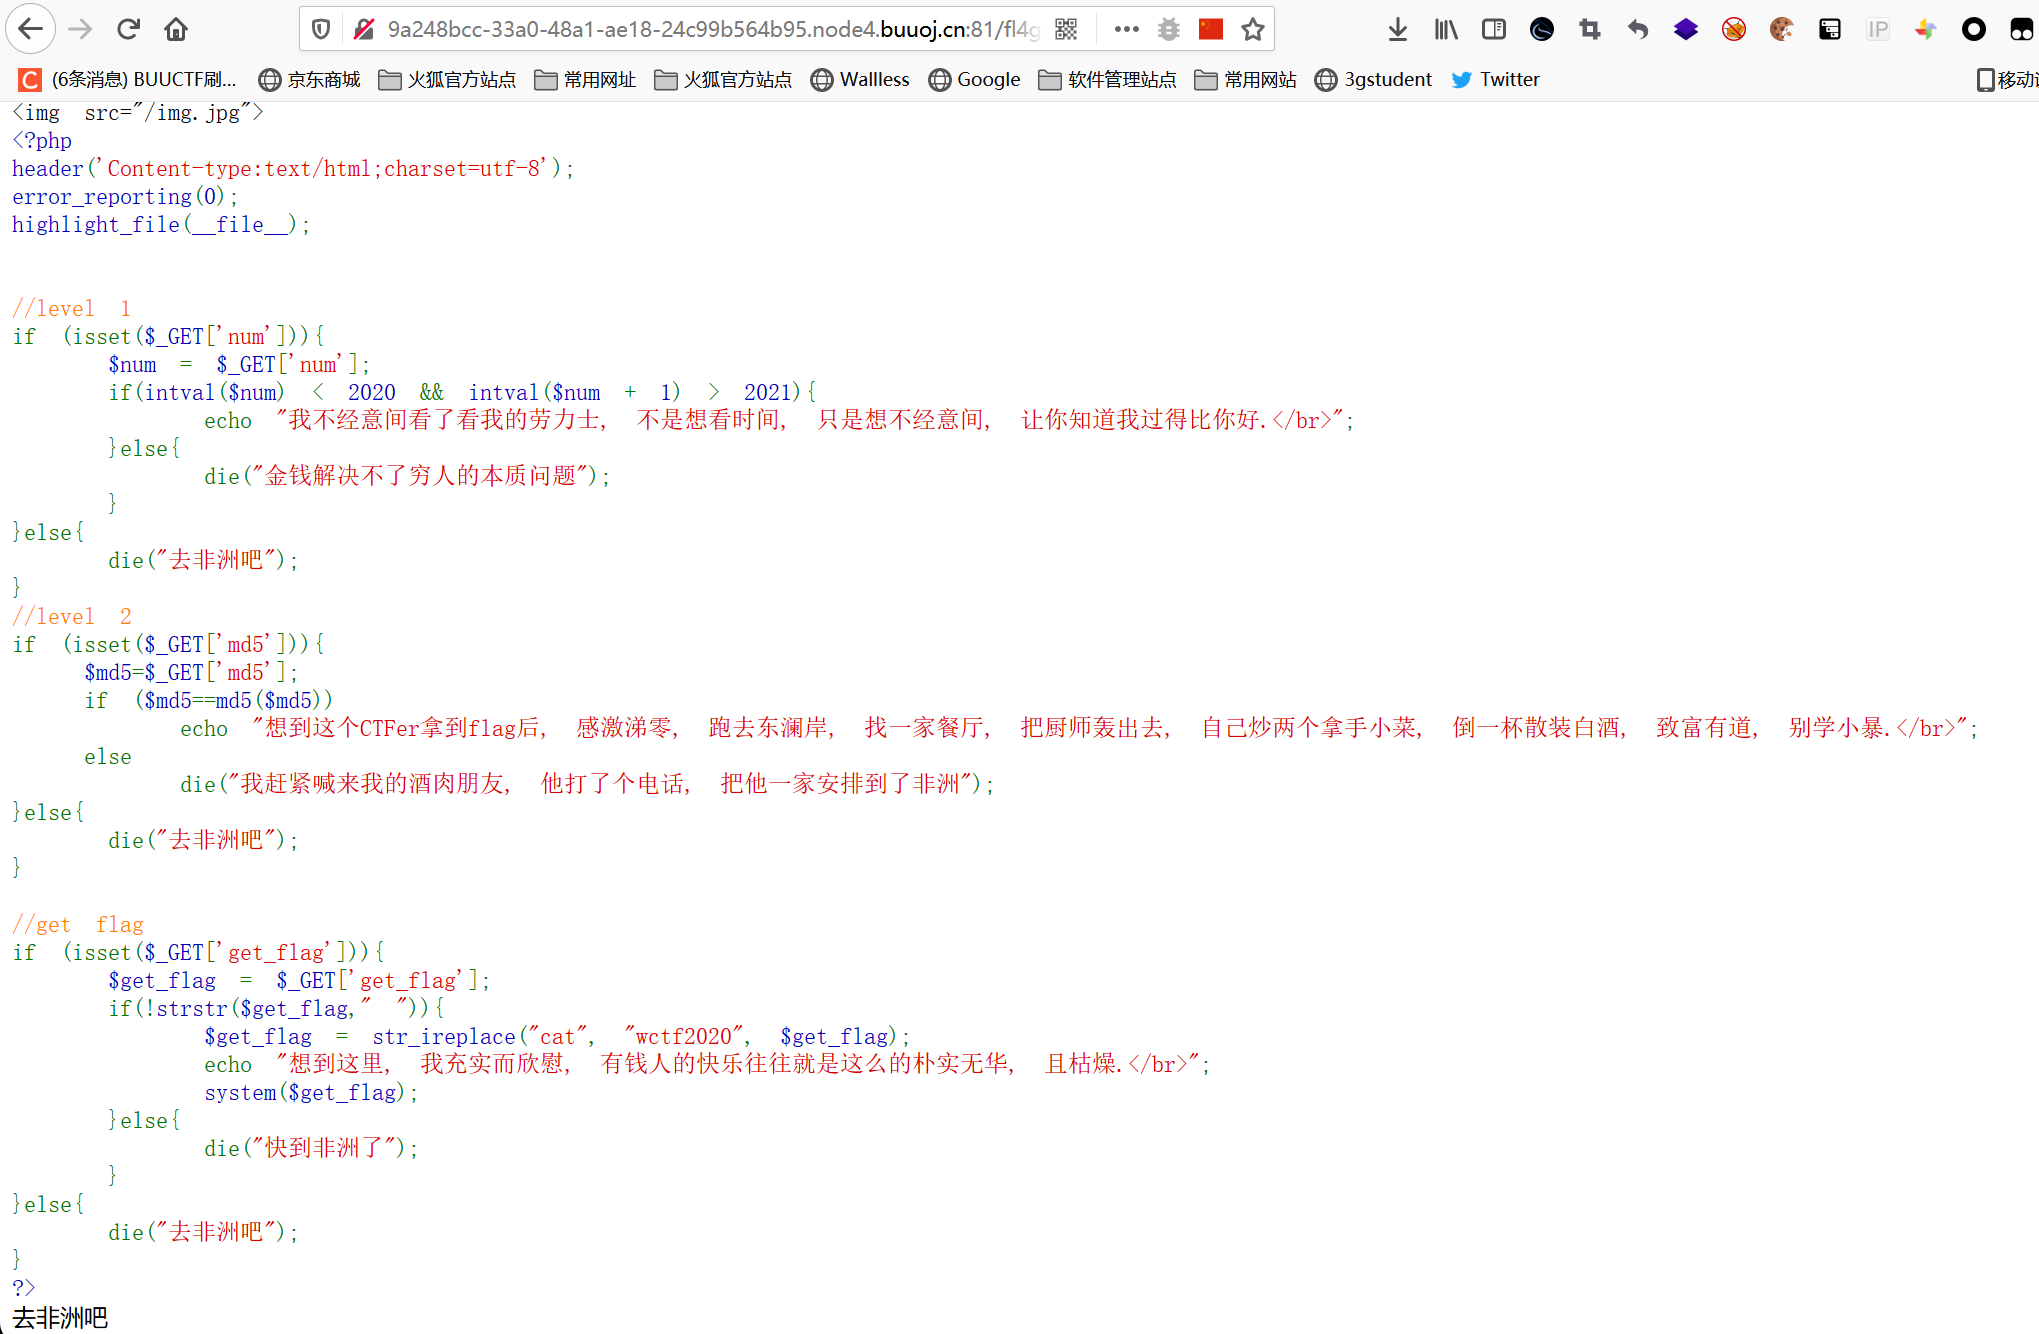 9a248bcc-33a0-48a1-ae18-24c99b564b95.node4.buuoj.cn:81/fl4g
(6条消息) BUUCTF刷... 京东商城 火狐官方站点 常用网址 火狐官方站点 Wallless Google 软件管理站点 常用网站 3gstudent Twitter 移动
<img src="/img.jpg">
<?php
header('Content-type:text/html;charset=utf-8');
error_reporting(0);
highlight_file(__file__);
//level 1
if (isset($_GET['num'])){
$num = $_GET['num'];
if(intval($num) < 2020 && intval($num + 1) > 2021){
echo "我不经意间看了看我的劳力士, 不是想看时间, 只是想不经意间, 让你知道我过得比你好.</br>";
}else{
die("金钱解决不了穷人的本质问题");
}
}else{
die("去非洲吧");
}
//level 2
if (isset($_GET['md5'])){
$md5=$_GET['md5'];
if ($md5==md5($md5))
echo "想到这个CTFer拿到flag后, 感激涕零, 跑去东澜岸, 找一家餐厅, 把厨师轰出去, 自己炒两个拿手小菜, 倒一杯散装白酒, 致富有道, 别学小暴.</br>";
else
die("我赶紧喊来我的酒肉朋友, 他打了个电话, 把他一家安排到了非洲");
}else{
die("去非洲吧");
}
//get flag
if (isset($_GET['get_flag'])){
$get_flag = $_GET['get_flag'];
if(!strstr($get_flag," ")){
$get_flag = str_ireplace("cat", "wctf2020", $get_flag);
echo "想到这里, 我充实而欣慰, 有钱人的快乐往往就是这么的朴实无华, 且枯燥.</br>";
system($get_flag);
}else{
die("快到非洲了");
}
}else{
die("去非洲吧");
}
?>
去非洲吧